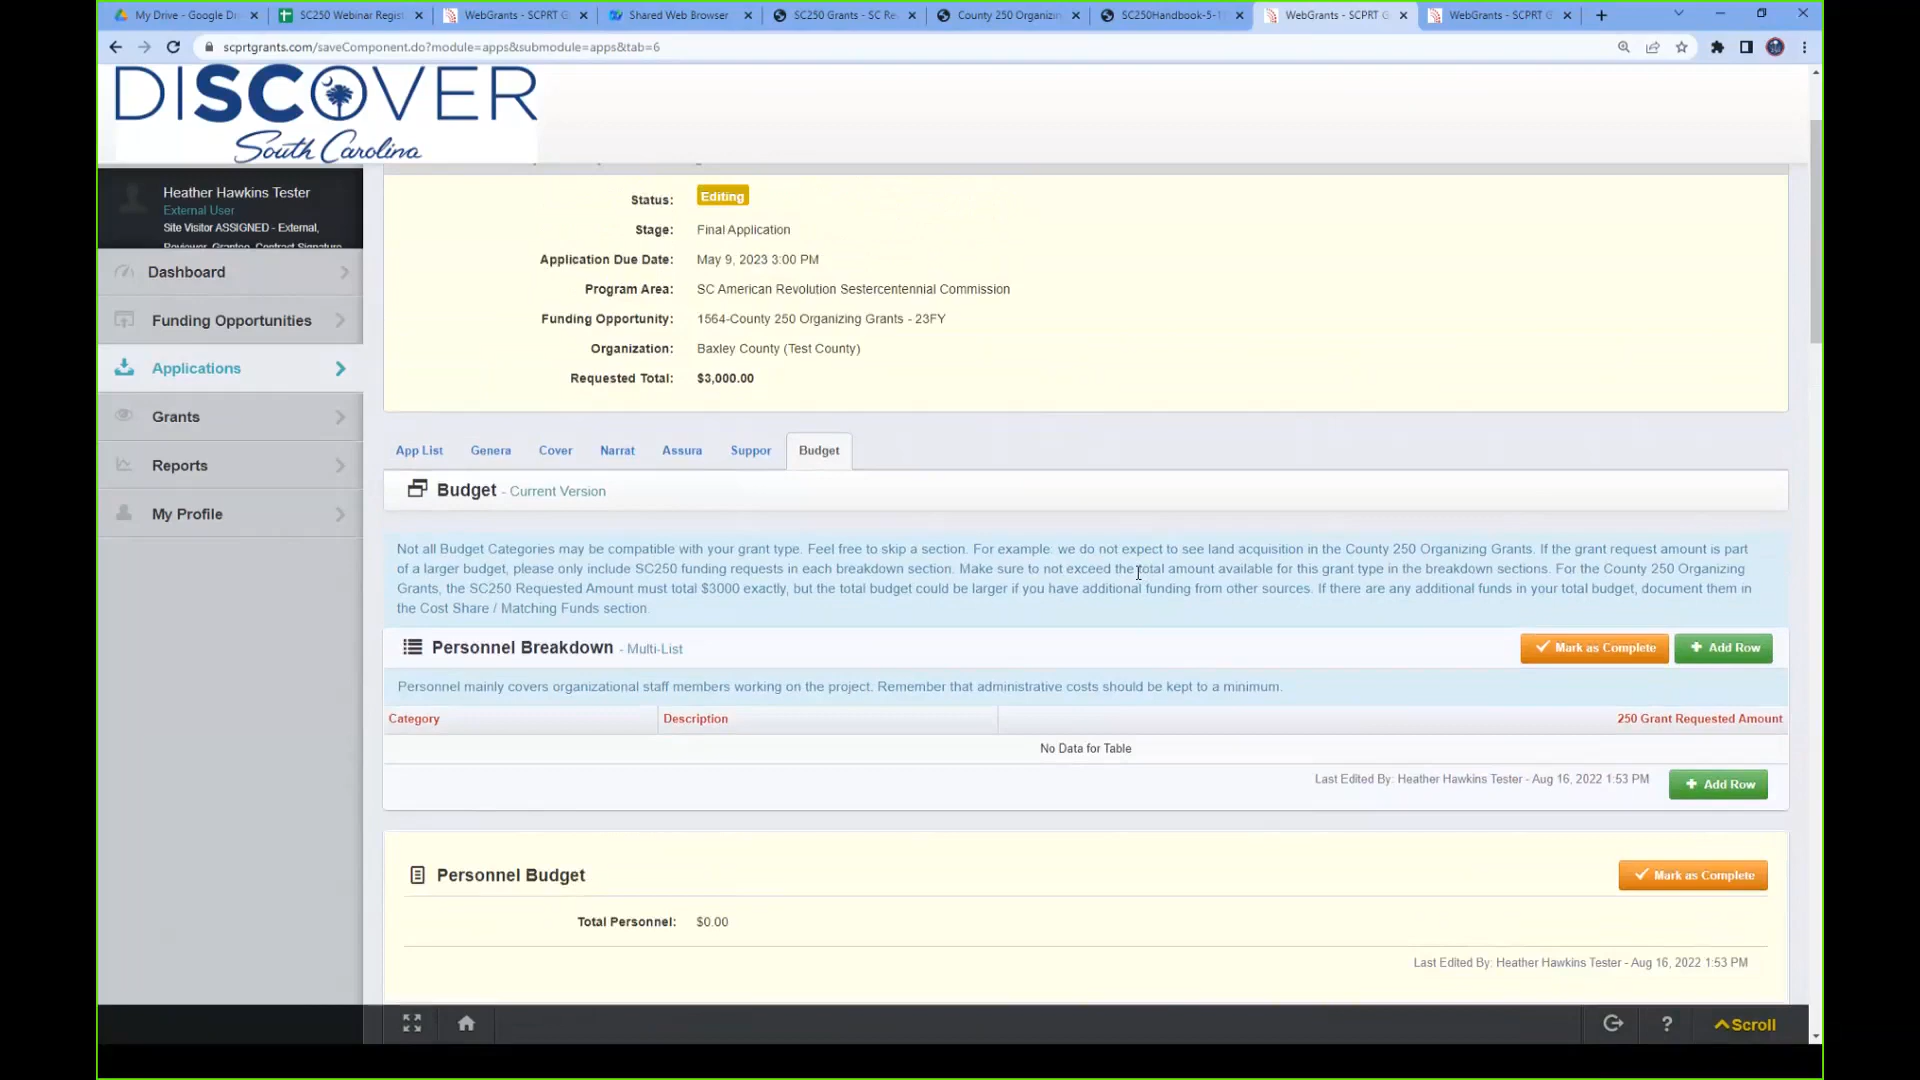 My Drive - Google Dr
SC250 Webinar Regist
WebGrants - SCPRT G
Shared Web Browser
SC250 Grants - SC Re
County 250 Organizin
SC250Handbook-5-1
WebGrants - SCPRT G
WebGrants - SCPRT G
scprtgrants.com/saveComponent.do?module=apps&submodule=apps&tab=6
DISCOVER
South Carolina
Heather Hawkins Tester
External User
Site Visitor ASSIGNED - External,
Reviewer, Grantee, Contract Signature
Dashboard
Funding Opportunities
Applications
Grants
Reports
My Profile
Status: Editing
Stage: Final Application
Application Due Date: May 9, 2023 3:00 PM
Program Area: SC American Revolution Sestercentennial Commission
Funding Opportunity: 1564-County 250 Organizing Grants - 23FY
Organization: Baxley County (Test County)
Requested Total: $3,000.00
App List Genera Cover Narrat Assura Suppor Budget
Budget - Current Version
Not all Budget Categories may be compatible with your grant type. Feel free to skip a section. For example: we do not expect to see land acquisition in the County 250 Organizing Grants. If the grant request amount is part
of a larger budget, please only include SC250 funding requests in each breakdown section. Make sure to not exceed the total amount available for this grant type in the breakdown sections. For the County 250 Organizing
Grants, the SC250 Requested Amount must total $3000 exactly, but the total budget could be larger if you have additional funding from other sources. If there are any additional funds in your total budget, document them in
the Cost Share / Matching Funds section.
Personnel Breakdown - Multi-List
Mark as Complete
Add Row
Personnel mainly covers organizational staff members working on the project. Remember that administrative costs should be kept to a minimum.
Category Description 250 Grant Requested Amount
No Data for Table
Last Edited By: Heather Hawkins Tester - Aug 16, 2022 1:53 PM
Add Row
Personnel Budget
Mark as Complete
Total Personnel: $0.00
Last Edited By: Heather Hawkins Tester - Aug 16, 2022 1:53 PM
?
Scroll